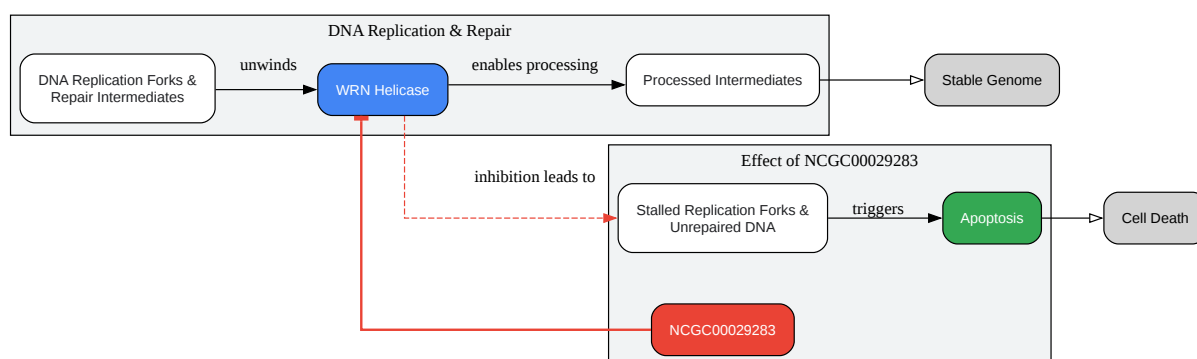 DNA Replication & Repair
DNA Replication Forks &
Repair Intermediates
unwinds
WRN Helicase
enables processing
Processed Intermediates
Stable Genome
Effect of NCGC00029283
inhibition leads to
Stalled Replication Forks &
Unrepaired DNA
triggers
Apoptosis
Cell Death
NCGC00029283